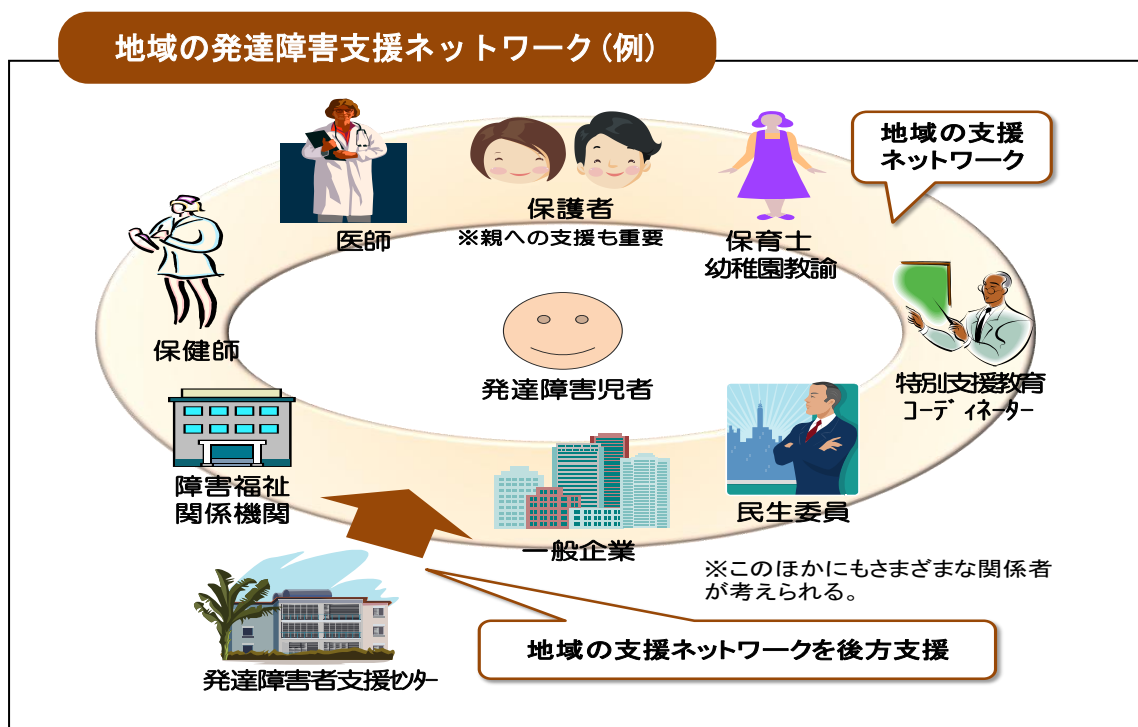 地域の発達障害支援ネットワーク(例)
地域の支援
ネットワーク
医師
保護者
※親への支援も重要
保育士
幼稚園教諭
保健師
発達障害児者
特別支援教育
コーディネーター
障害福祉
関係機関
一般企業
民生委員
※このほかにもさまざまな関係者
が考えられる。
地域の支援ネットワークを後方支援
発達障害者支援センター